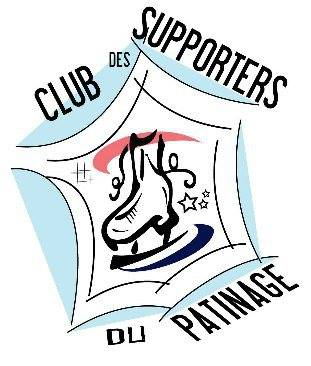 CLUB DES SUPPORTERS
DU PATINAGE